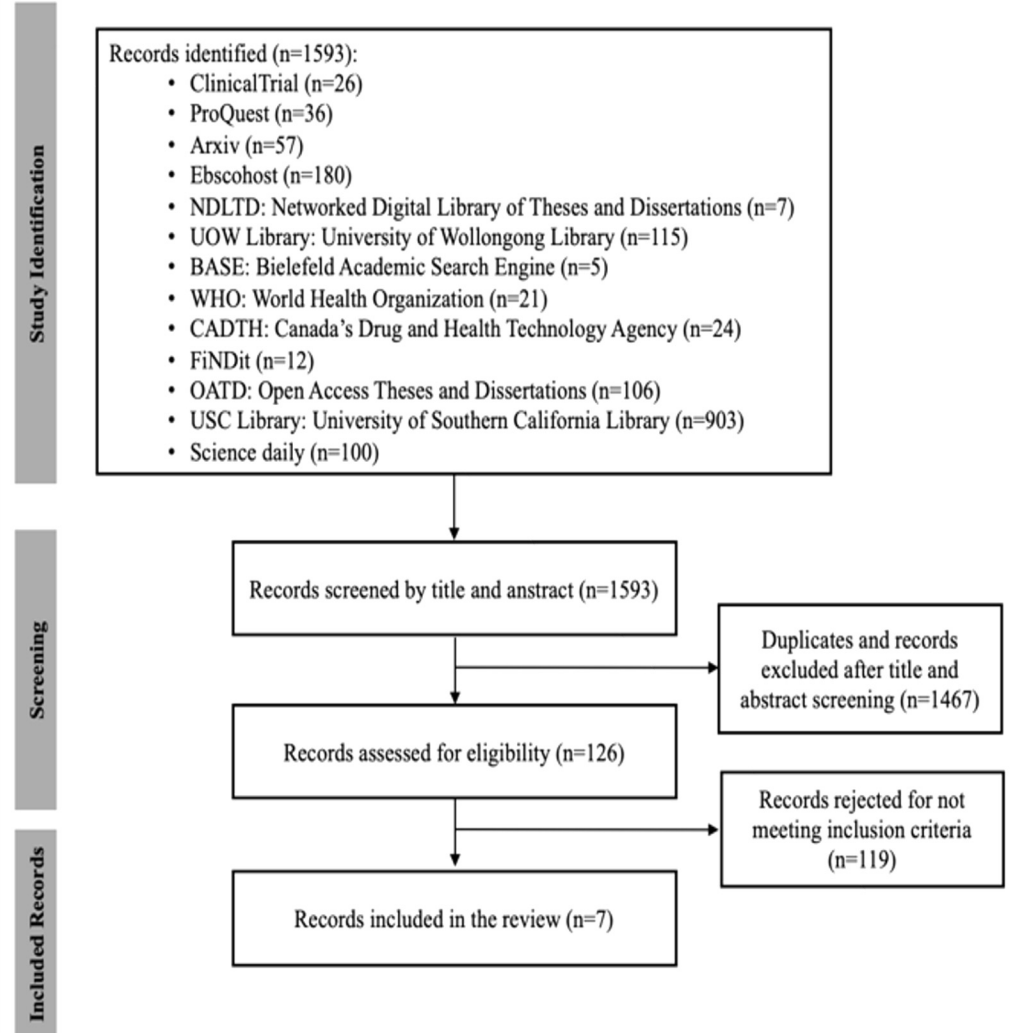 Study Identification
Records identified (n=1593):
• ClinicalTrial (n=26)
• ProQuest (n=36)
• Arxiv (n=57)
• Ebscohost (n=180)
• NDLTD: Networked Digital Library of Theses and Dissertations (n=7)
• UOW Library: University of Wollongong Library (n=115)
• BASE: Bielefeld Academic Search Engine (n=5)
• WHO: World Health Organization (n=21)
• CADTH: Canada’s Drug and Health Technology Agency (n=24)
• FiNDit (n=12)
• OATD: Open Access Theses and Dissertations (n=106)
• USC Library: University of Southern California Library (n=903)
• Science daily (n=100)
Screening
Records screened by title and anstract (n=1593)
Duplicates and records
excluded after title and
abstract screening (n=1467)
Records assessed for eligibility (n=126)
Records rejected for not
meeting inclusion criteria
(n=119)
Included Records
Records included in the review (n=7)